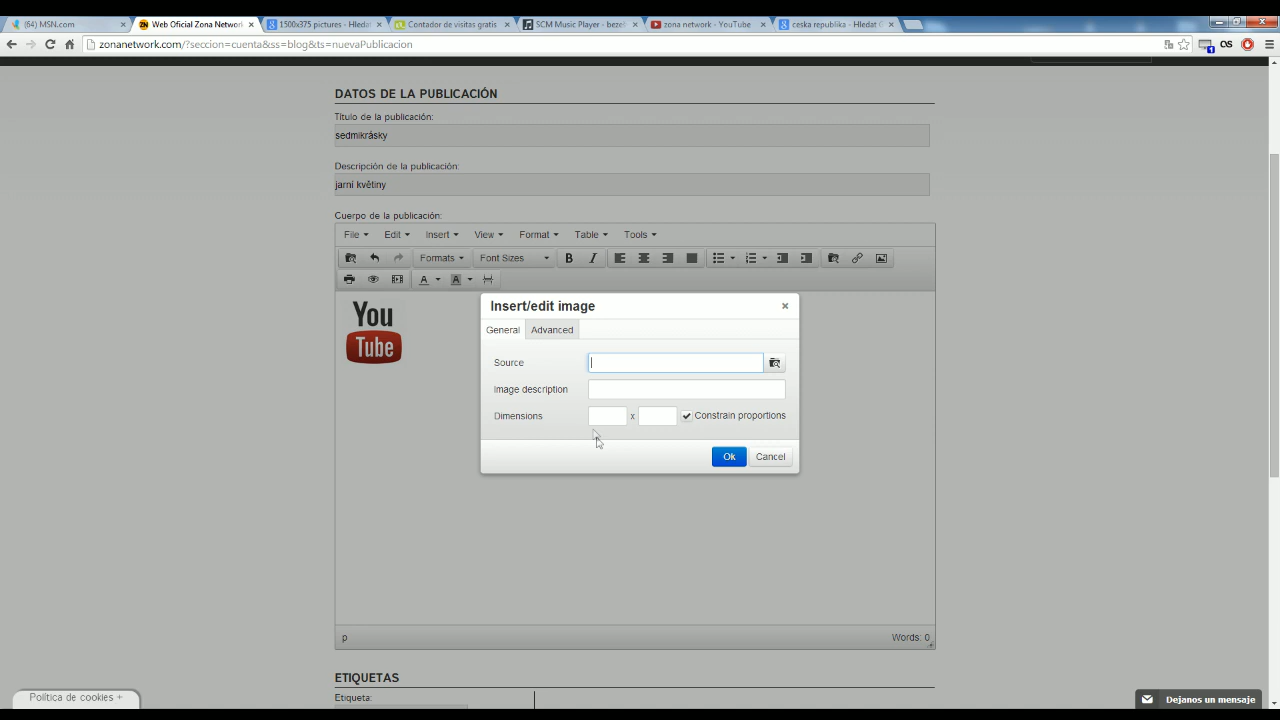 (64) MSN.com
Web Oficial Zona Network
1500x375 pictures - Hledat
Contador de visitas gratis
SCM Music Player - bezeb
zona network - YouTube
ceska republika - Hledat
zonanetwork.com/?seccion=cuenta&ss=blog&ts=nuevaPublicacion
DATOS DE LA PUBLICACIÓN
Título de la publicación:
sedmikrásky
Descripción de la publicación:
jarní květiny
Cuerpo de la publicación:
File Edit Insert View Format Table Tools
Formats Font Sizes B I
A A
You
Tube
Insert/edit image
General Advanced
Source
Image description
Dimensions x Constrain proportions
Ok Cancel
p Words: 0
ETIQUETAS
Etiqueta:
Política de cookies +
Dejanos un mensaje